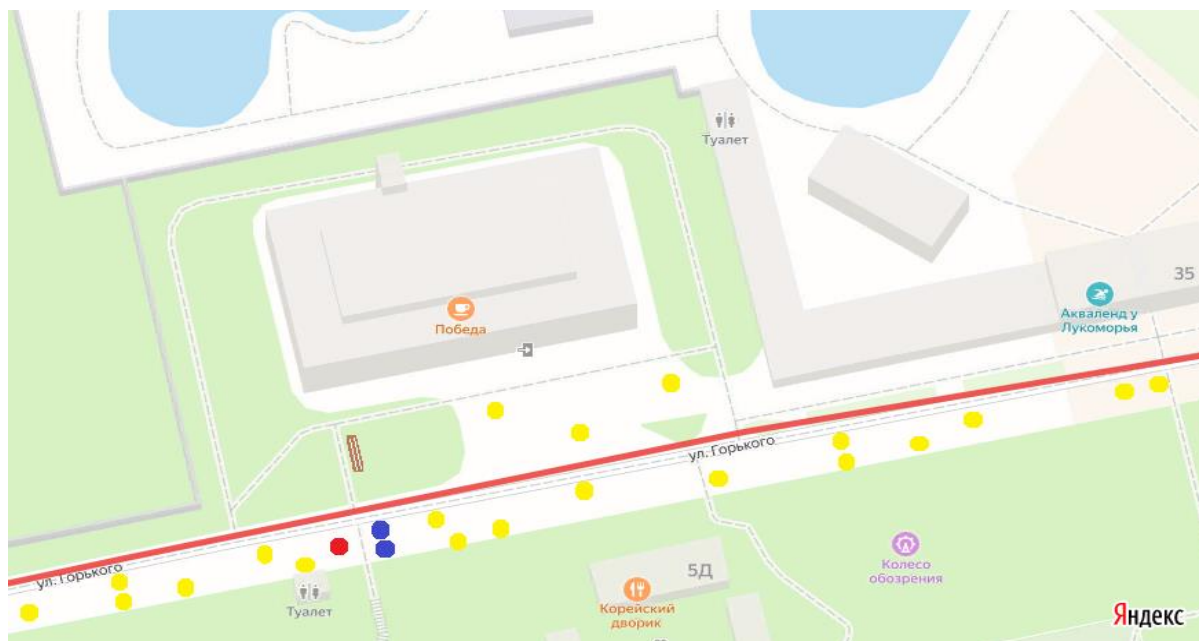 Туалет
35
Акваленд у
Лукоморья
Победа
ул. Горького
ул. Горького
5Д
Колесо
обозрения
Туалет
Корейский
дворик
Яндекс